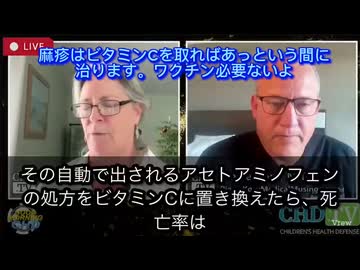 LIVE
麻疹はビタミンCを取ればあっという間に
治ります。ワクチン必要ないよ
その自動で出されるアセトアミノフェン
の処方をビタミンCに置き換えたら、死
亡率は
CHD TV
View
CHILDREN'S HEALTH DEFENSE